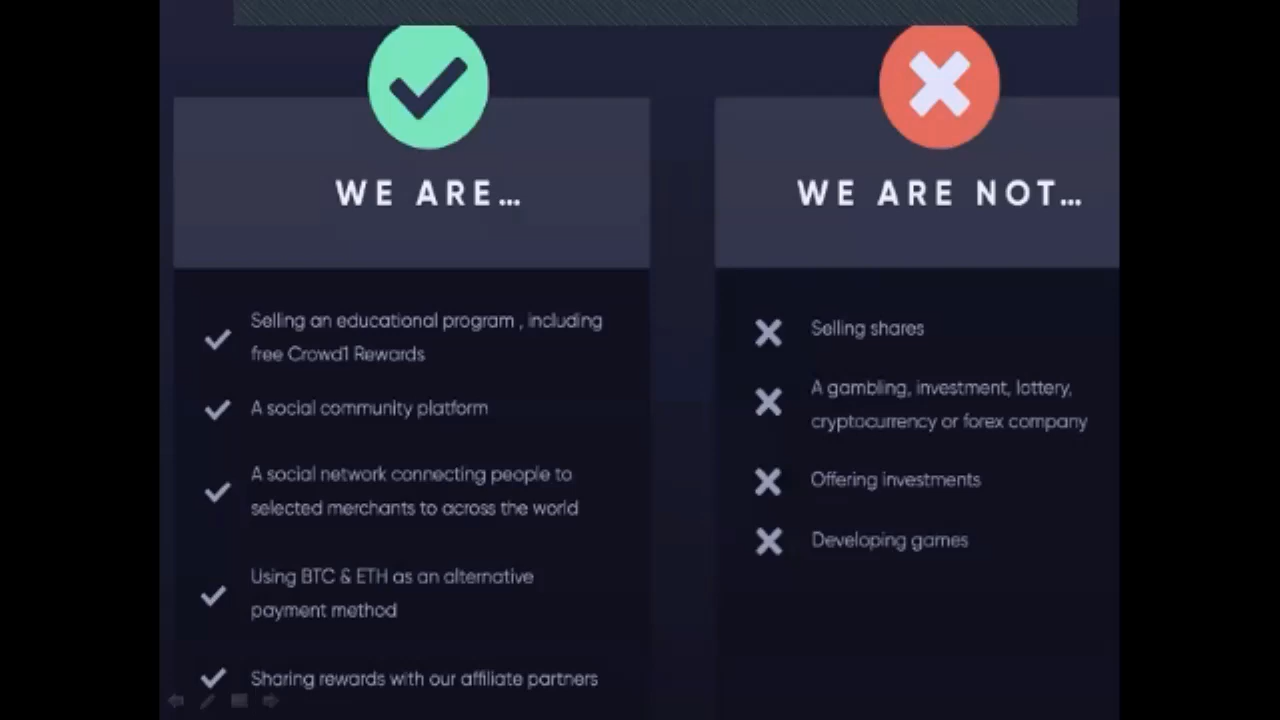 WE ARE...
Selling an educational program , including
free Crowd1 Rewards
A social community platform
A social network connecting people to
selected merchants to across the world
Using BTC & ETH as an alternative
payment method
Sharing rewards with our affiliate partners
WE ARE NOT...
Selling shares
A gambling, investment, lottery,
cryptocurrency or forex company
Offering investments
Developing games